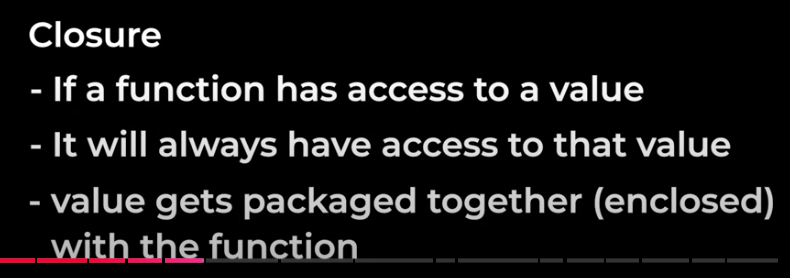 Closure
- If a function has access to a value
- It will always have access to that value
- value gets packaged together (enclosed)
with the function